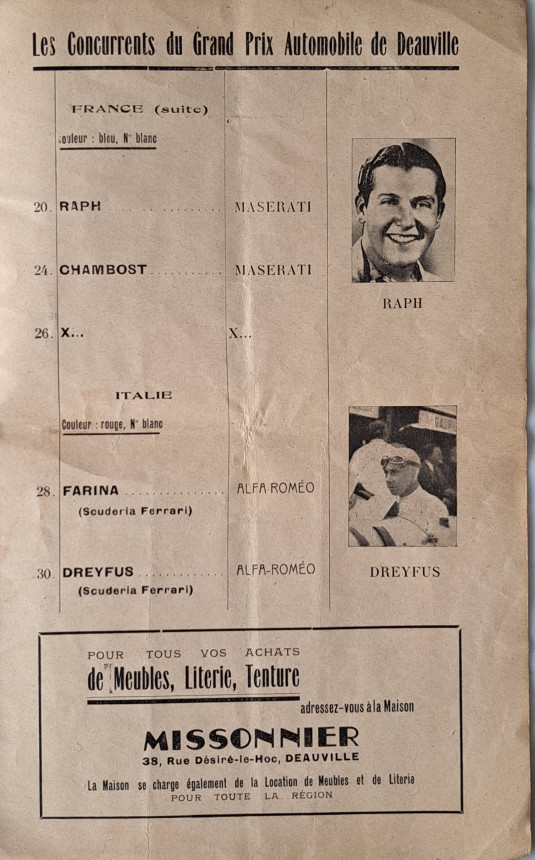 Les Concurrents du Grand Prix Automobile de Deauville
FRANCE (suite)
Couleur : bleu, N° blanc
20. RAPH .............. MASERATI
24. CHAMBOST .......... MASERATI
26. X... X...
RAPH
ITALIE
Couleur : rouge, N° blanc
28. FARINA .............. ALFA-ROMÉO
(Scuderia Ferrari)
30. DREYFUS ............ ALFA-ROMÉO
(Scuderia Ferrari)
DREYFUS
POUR TOUS VOS ACHATS
de Meubles, Literie, Tenture
adressez-vous à la Maison
MISSONNIER
38, Rue Désiré-le-Hoc, DEAUVILLE
La Maison se charge également de la Location de Meubles et de Literie
POUR TOUTE LA RÉGION